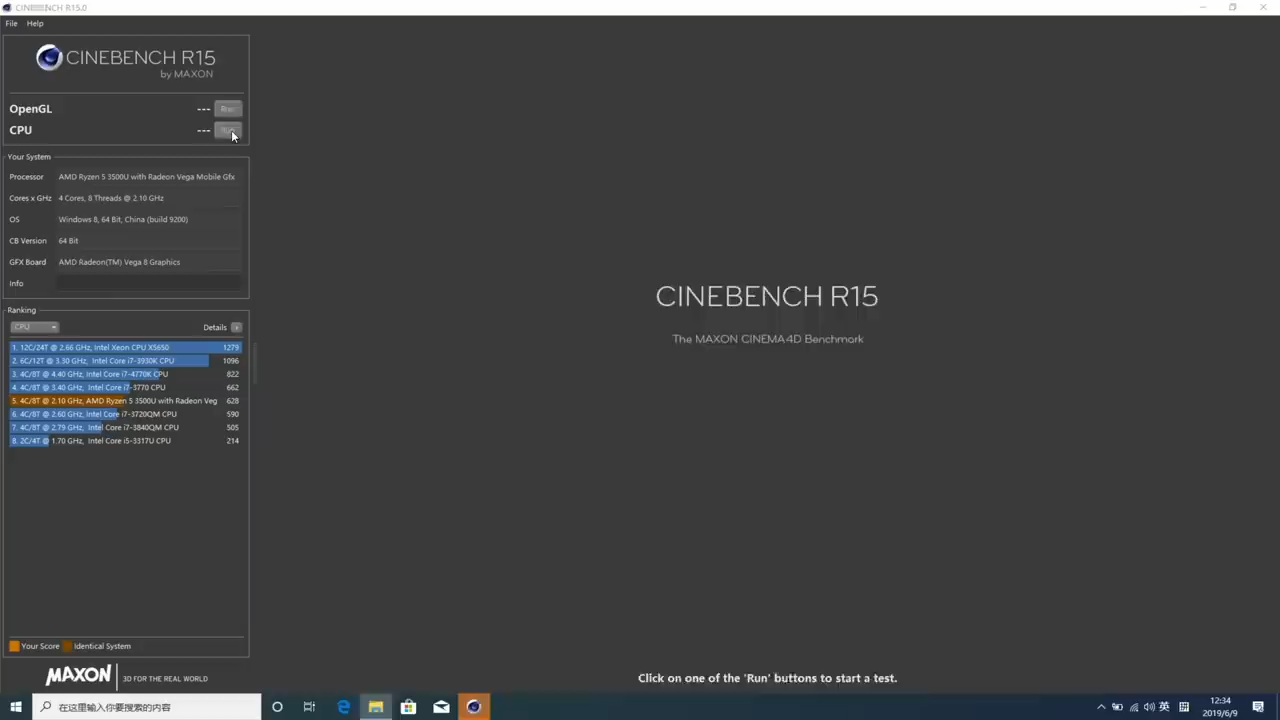 R15.0
File Help
CINEBENCH R15
by MAXON
OpenGL ---
CPU ---
Your System
Processor AMD Ryzen 5 3500U with Radeon Vega Mobile Gfx
Cores x GHz 4 Cores, 8 Threads @ 2.10 GHz
OS Windows 8, 64 Bit, China (build 9200)
CB Version 64 Bit
GFX Board AMD Radeon(TM) Vega 8 Graphics
Info
Ranking
CPU Details
1. 12C/24T @ 2.66 GHz, Intel Xeon CPU X5650 1279
2. 6C/12T @ 3.30 GHz, Intel Core i7-3930K CPU 1096
3. 4C/8T @ 4.40 GHz, Intel Core i7-4770K CPU 822
4. 4C/8T @ 3.40 GHz, Intel Core i7-3770 CPU 662
5. 4C/8T @ 2.10 GHz, AMD Ryzen 5 3500U with Radeon Veg 628
6. 4C/8T @ 2.60 GHz, Intel Core i7-3720QM CPU 590
7. 4C/8T @ 2.79 GHz, Intel Core i7-3840QM CPU 505
8. 2C/4T @ 1.70 GHz, Intel Core i5-3317U CPU 214
CINEBENCH R15
The MAXON CINEMA 4D Benchmark
Your Score Identical System
MAXON 3D FOR THE REAL WORLD
Click on one of the 'Run' buttons to start a test.
在这里输入你要搜索的内容
英
拼
12:34
2019/6/9